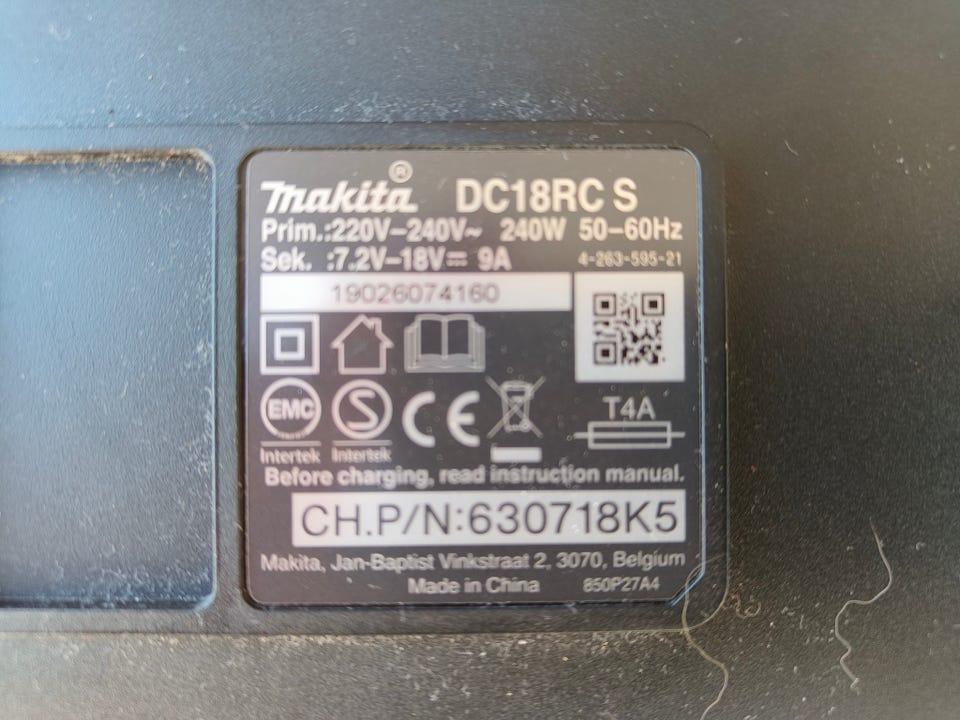 makita® DC18RC S
Prim.:220V–240V~ 240W 50–60Hz
Sek. :7.2V–18V⎓ 9A 4-263-595-21
19026074160
EMC S CE T4A
Intertek Intertek
Before charging, read instruction manual.
CH.P/N:630718K5
Makita, Jan-Baptist Vinkstraat 2, 3070, Belgium
Made in China 850P27A4